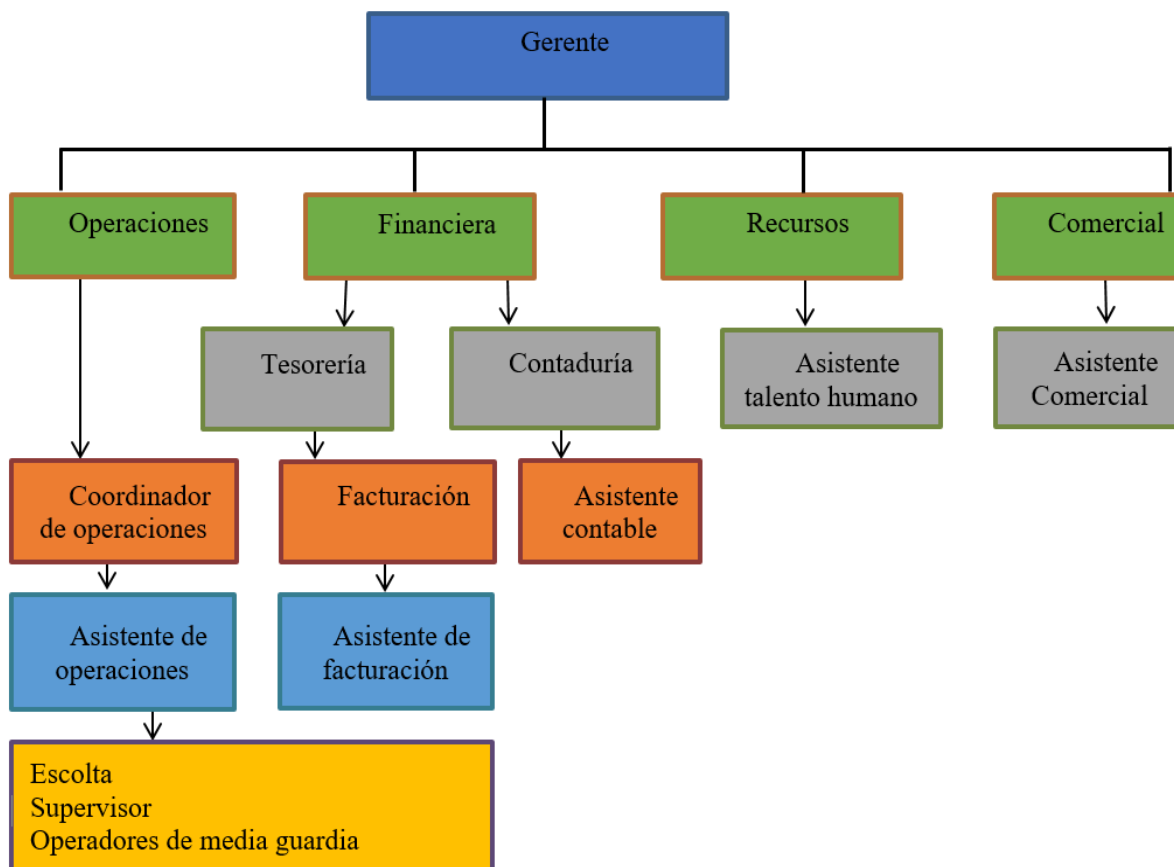 Gerente
Operaciones
Financiera
Recursos
Comercial
Tesorería
Contaduría
Asistente
talento humano
Asistente
Comercial
Coordinador
de operaciones
Facturación
Asistente
contable
Asistente de
operaciones
Asistente de
facturación
Escolta
Supervisor
Operadores de media guardia